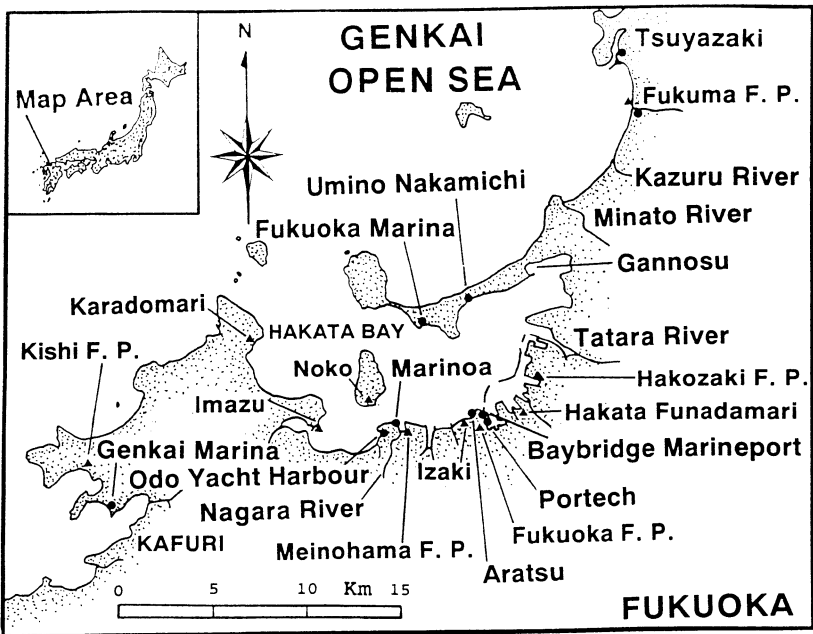 N
GENKAI
OPEN SEA
Tsuyazaki
Map Area
Fukuma F. P.
Umino Nakamichi
Kazuru River
Fukuoka Marina
Minato River
Gannosu
Karadomari
HAKATA BAY
Tatara River
Kishi F. P.
Noko
Marinoa
Hakozaki F. P.
Imazu
Hakata Funadamari
Genkai Marina
Baybridge Marineport
Odo Yacht Harbour
Izaki
Portech
Nagara River
Fukuoka F. P.
KAFURI
Meinohama F. P.
Aratsu
0 5 10 Km 15
FUKUOKA